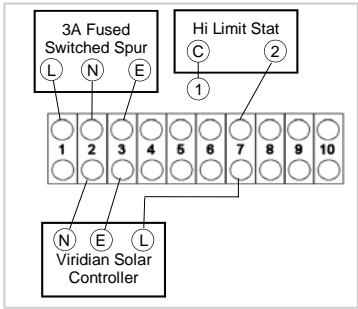 3A Fused
Switched Spur
L N E
Hi Limit Stat
C 2
1
1 2 3 4 5 6 7 8 9 10
N E L
Viridian Solar
Controller